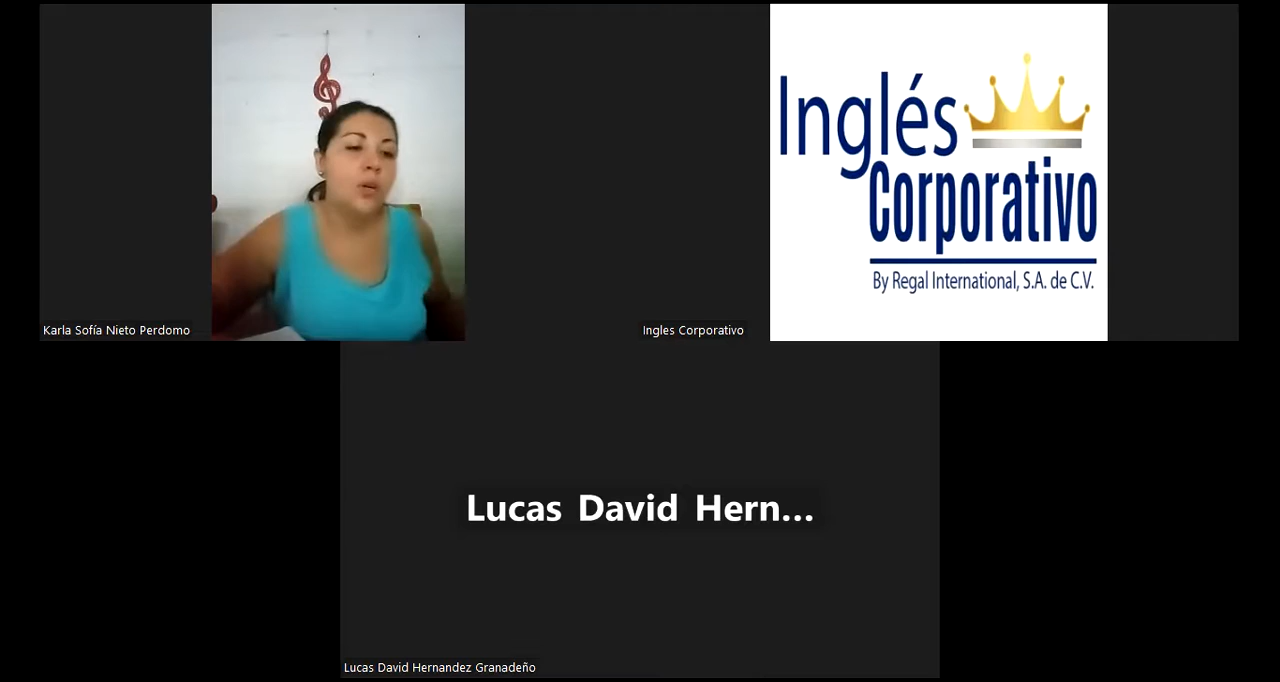 Inglés
Corporativo
By Regal International, S.A. de C.V.
Karla Sofía Nieto Perdomo
Ingles Corporativo
Lucas David Hern...
Lucas David Hernandez Granadeño